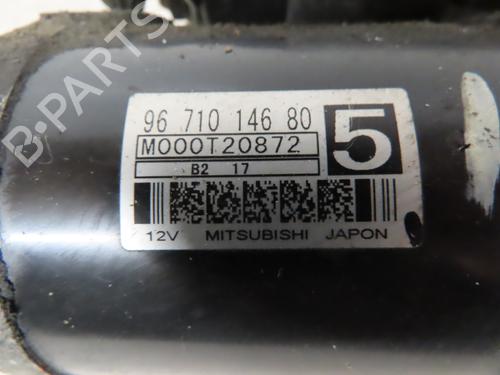 96 710 146 80
5
M000T20872
B2 17
12V MITSUBISHI JAPON
B-PARTS